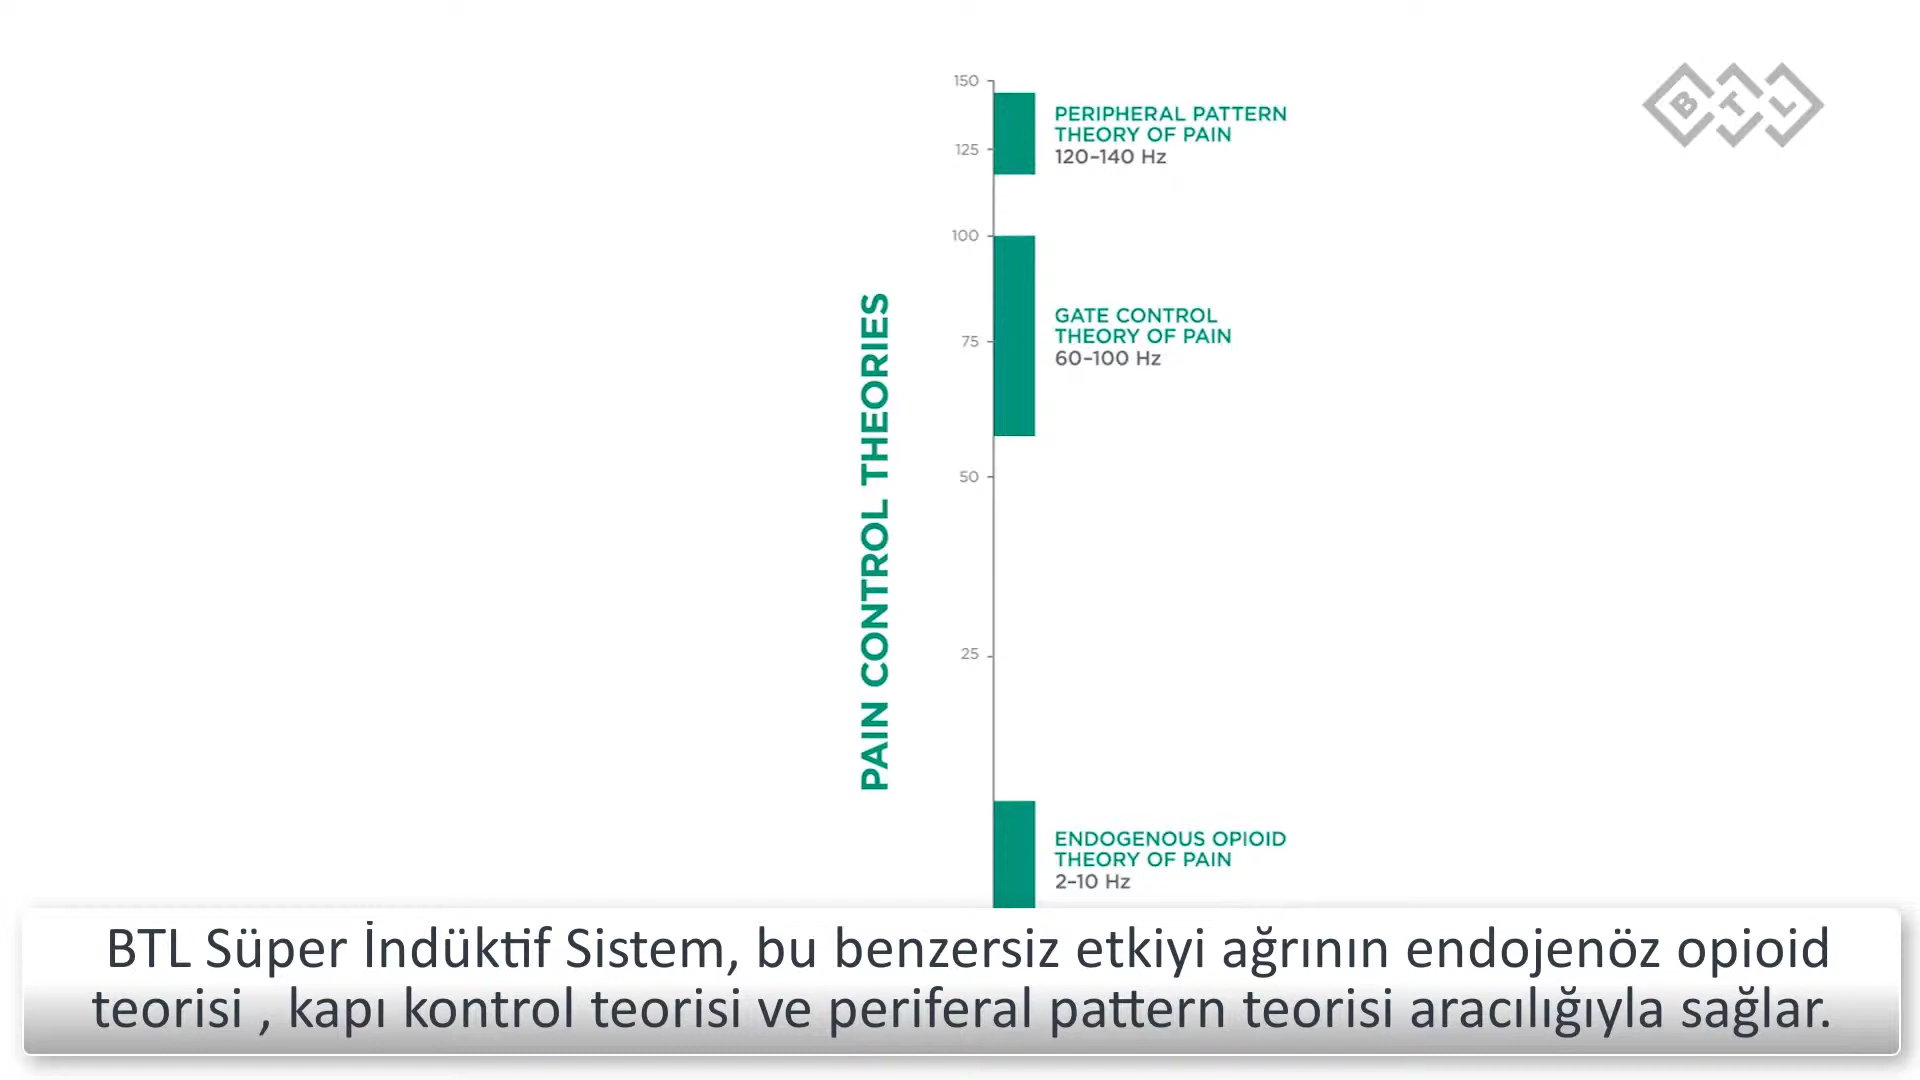 150
BTL
PERIPHERAL PATTERN
THEORY OF PAIN
125
120-140 Hz
100
GATE CONTROL
THEORY OF PAIN
75
60-100 Hz
PAIN CONTROL THEORIES
50
25
ENDOGENOUS OPIOID
THEORY OF PAIN
2-10 Hz
BTL Süper İndüktif Sistem, bu benzersiz etkiyi ağrının endojenöz opioid
teorisi , kapı kontrol teorisi ve periferal pattern teorisi aracılığıyla sağlar.